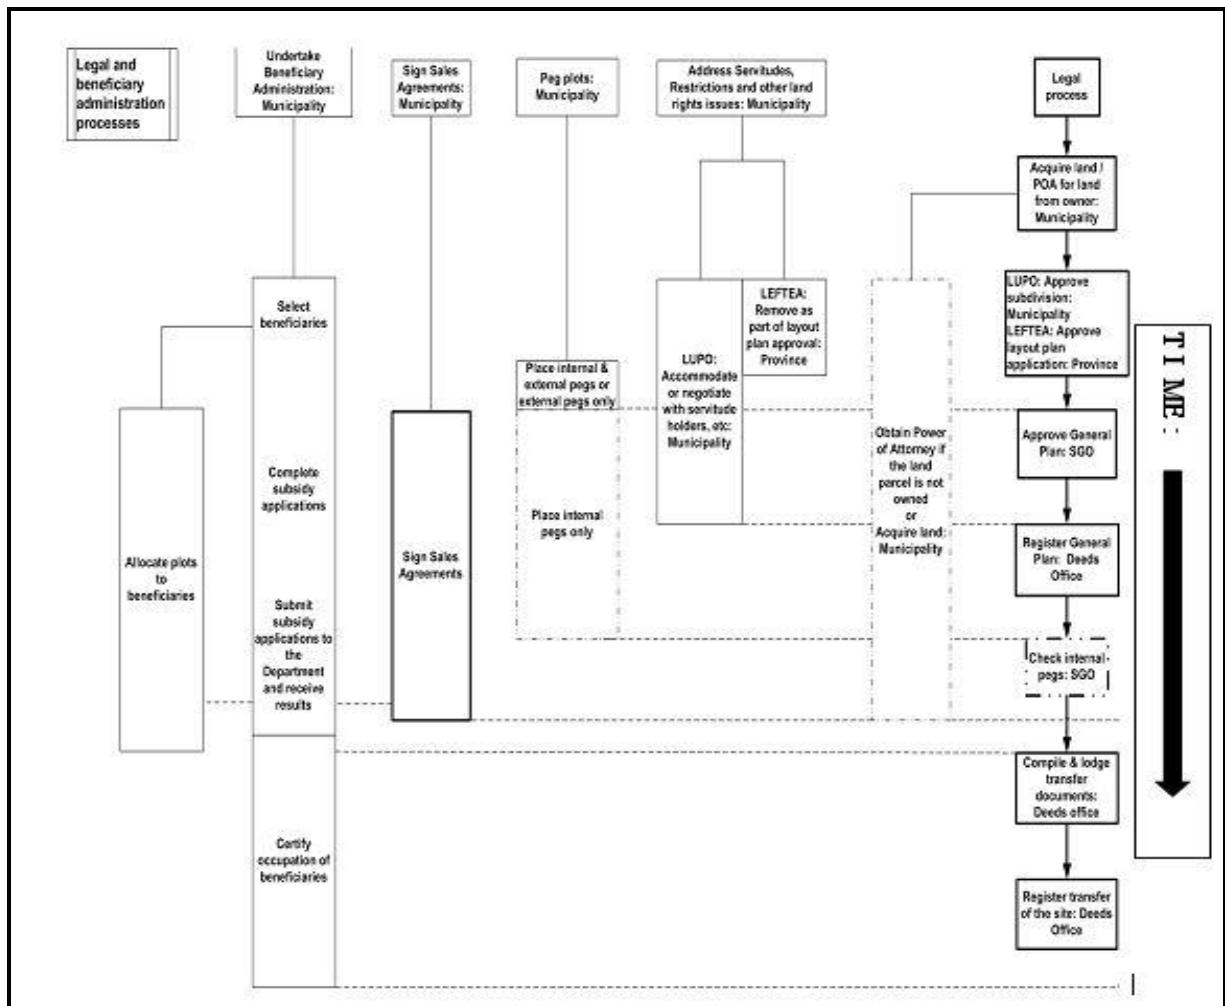 Legal and
beneficiary
administration
processes
Undertake
Beneficiary
Administration:
Municipality
Sign Sales
Agreements:
Municipality
Peg plots:
Municipality
Address Servitudes,
Restrictions and other land
rights issues: Municipality
Legal
process
Acquire land /
POA for land
from owner:
Municipality
LUPO: Approve
subdivision:
Municipality
LEFTEA: Approve
layout plan
application: Province
Select
beneficiaries
LEFTEA:
Remove as
part of layout
plan approval:
Province
LUPO:
Accommodate
or negotiate
with servitude
holders, etc:
Municipality
Place internal &
external pegs or
external pegs only
TIME:
Obtain Power
of Attorney if
the land
parcel is not
owned
or
Acquire land:
Municipality
Approve General
Plan: SGO
Complete
subsidy
applications
Place internal
pegs only
Register General
Plan: Deeds
Office
Allocate plots
to
beneficiaries
Sign Sales
Agreements
Submit
subsidy
applications to
the
Department
and receive
results
Check internal
pegs: SGO
Compile & lodge
transfer
documents:
Deeds office
Certify
occupation of
beneficiaries
Register transfer
of the site: Deeds
Office